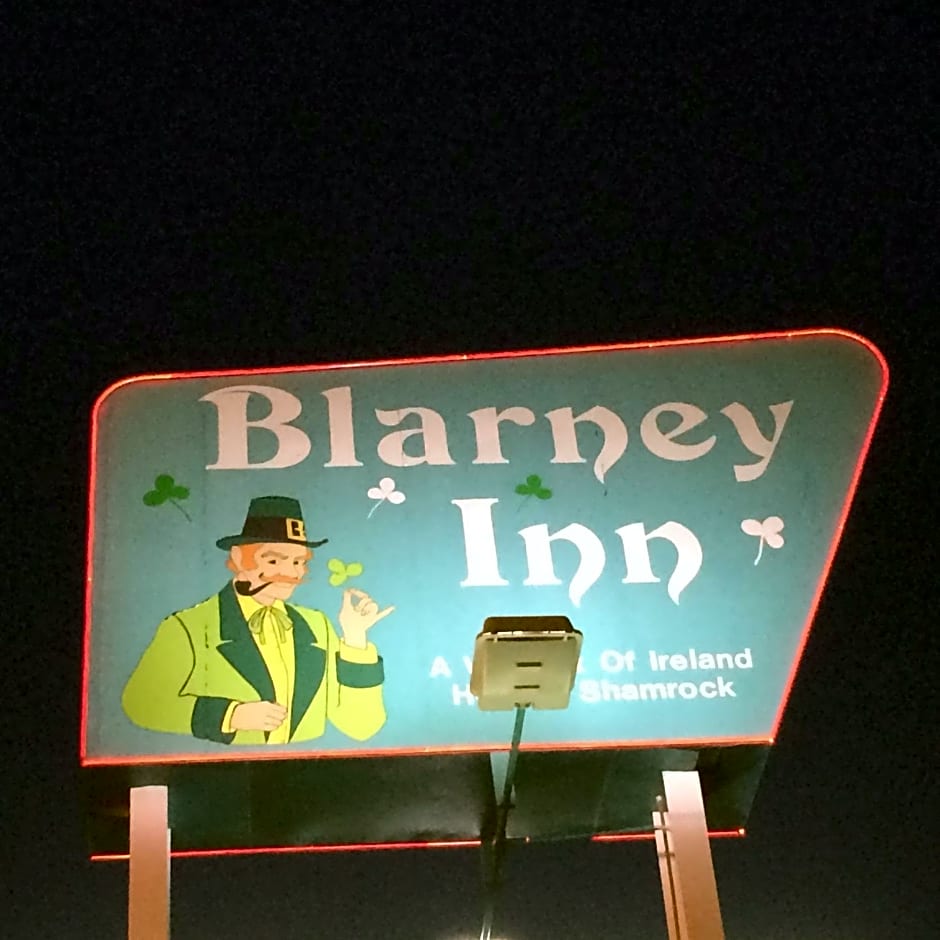 Blarney
Inn
A Of Ireland
Shamrock